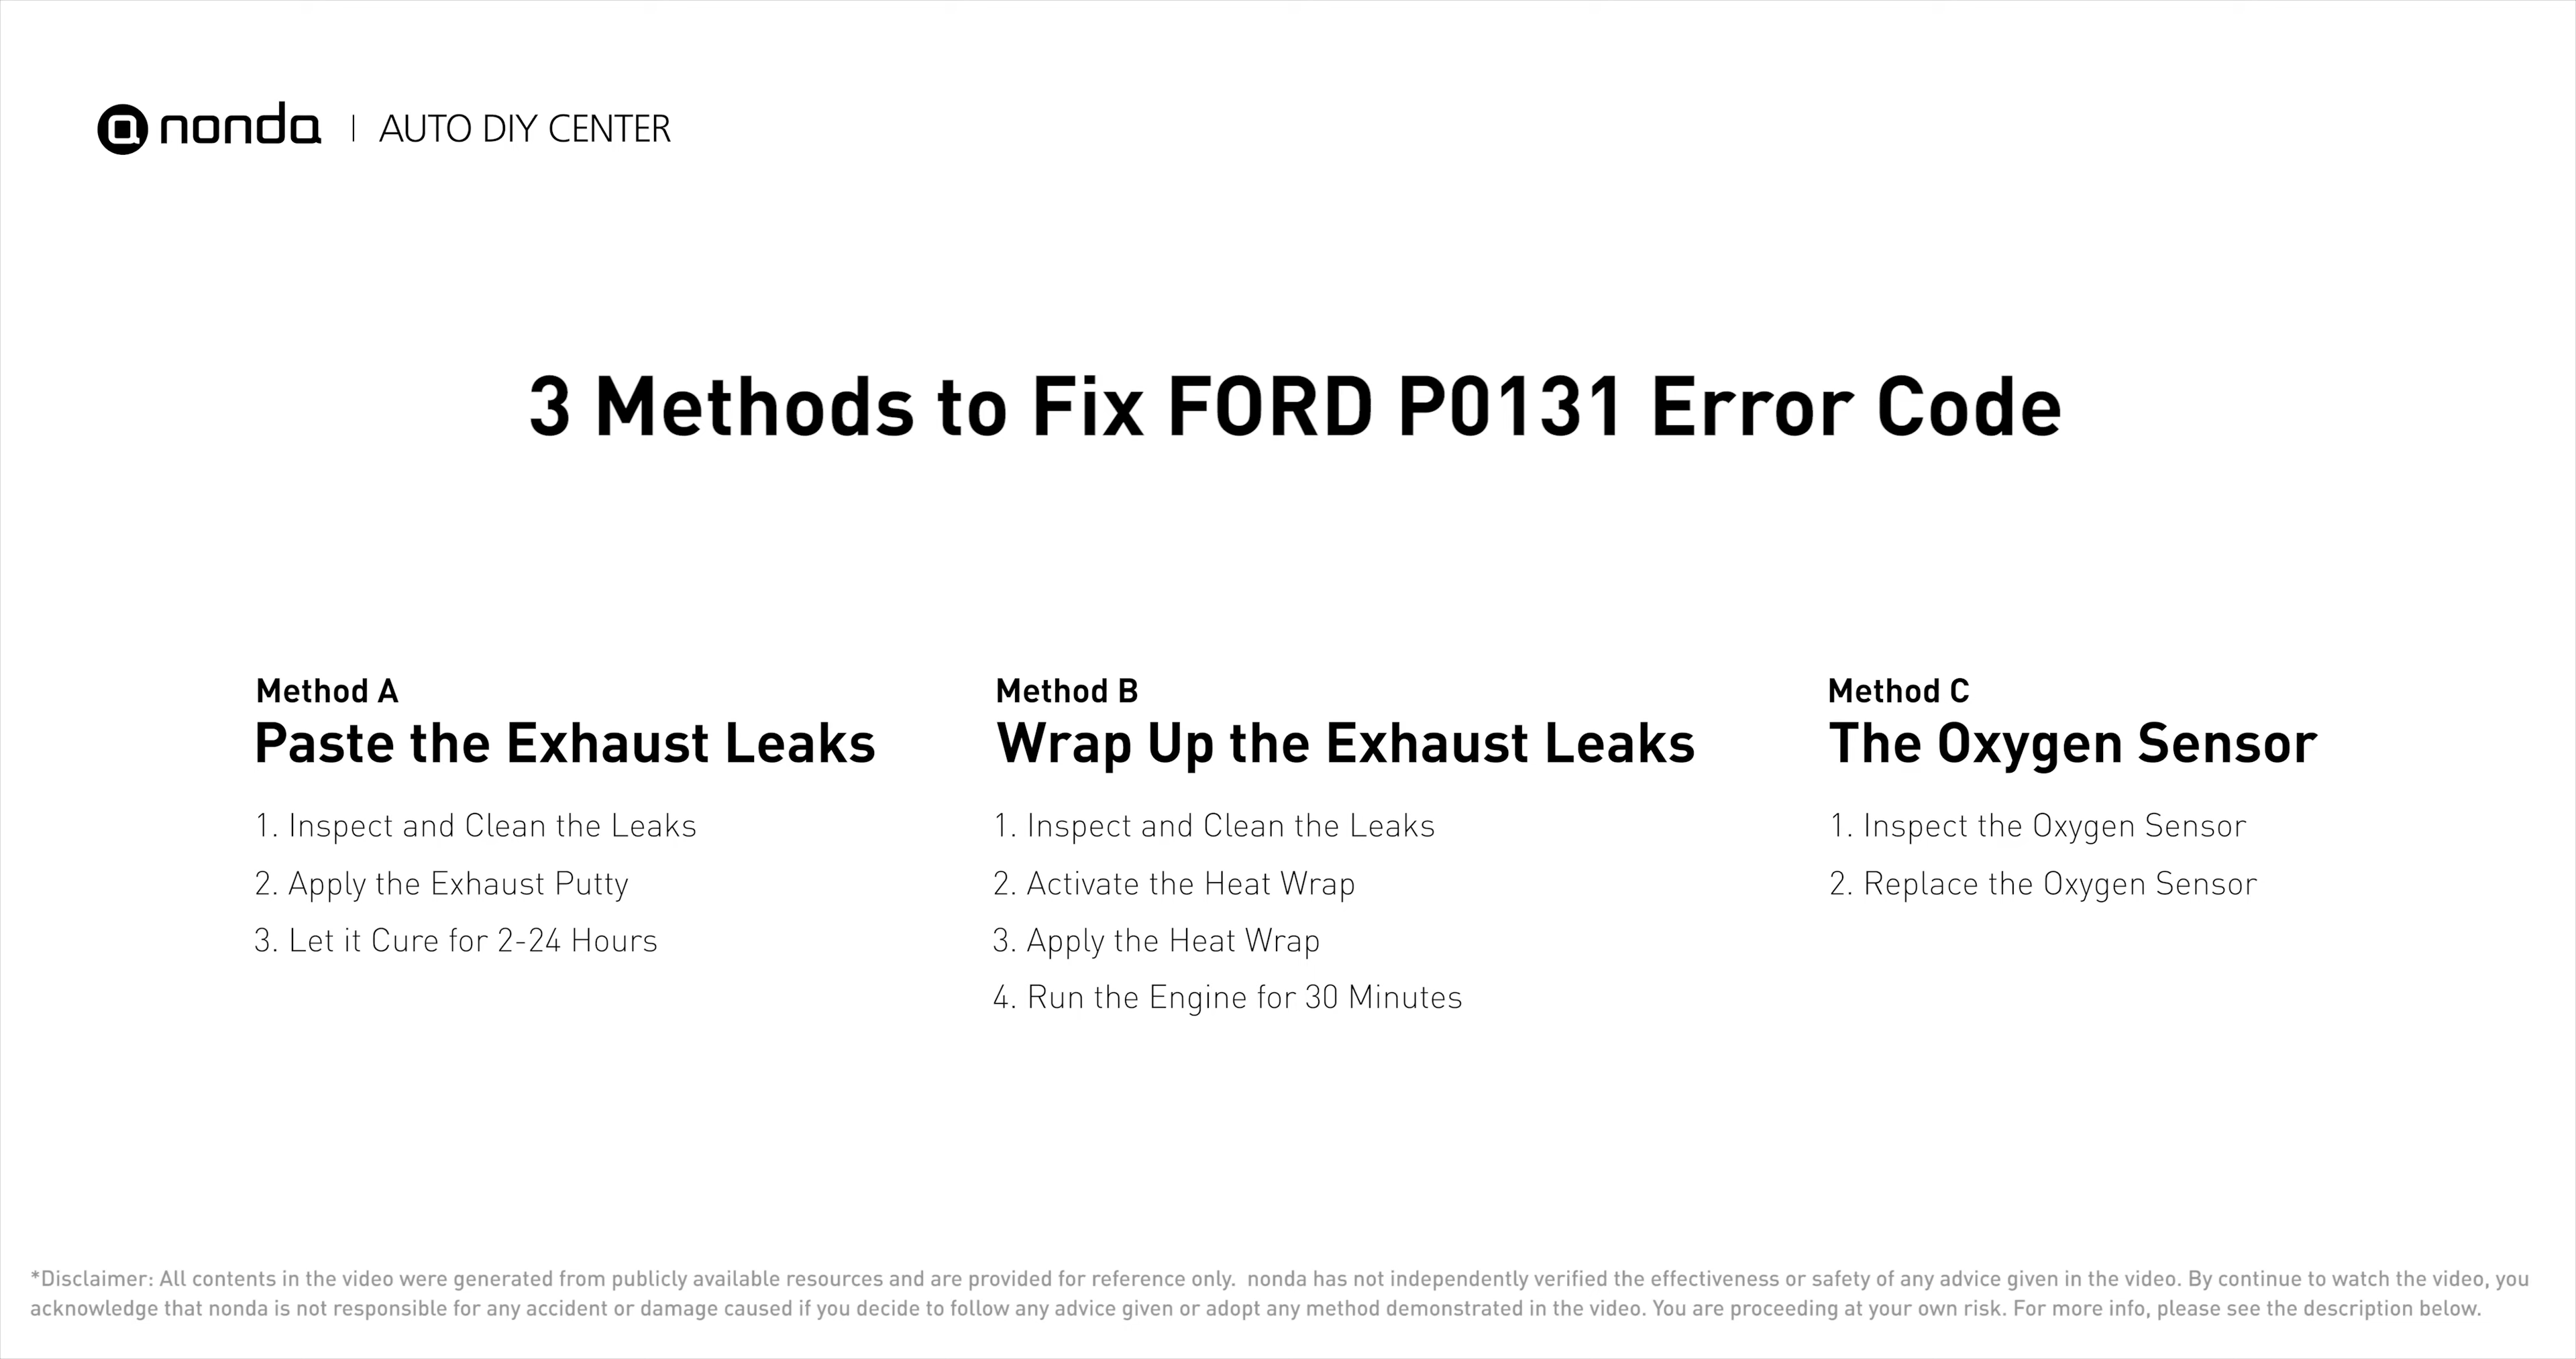 nonda | AUTO DIY CENTER
3 Methods to Fix FORD P0131 Error Code
Method A
Paste the Exhaust Leaks
1. Inspect and Clean the Leaks
2. Apply the Exhaust Putty
3. Let it Cure for 2-24 Hours
Method B
Wrap Up the Exhaust Leaks
1. Inspect and Clean the Leaks
2. Activate the Heat Wrap
3. Apply the Heat Wrap
4. Run the Engine for 30 Minutes
Method C
The Oxygen Sensor
1. Inspect the Oxygen Sensor
2. Replace the Oxygen Sensor
*Disclaimer: All contents in the video were generated from publicly available resources and are provided for reference only. nonda has not independently verified the effectiveness or safety of any advice given in the video. By continue to watch the video, you
acknowledge that nonda is not responsible for any accident or damage caused if you decide to follow any advice given or adopt any method demonstrated in the video. You are proceeding at your own risk. For more info, please see the description below.